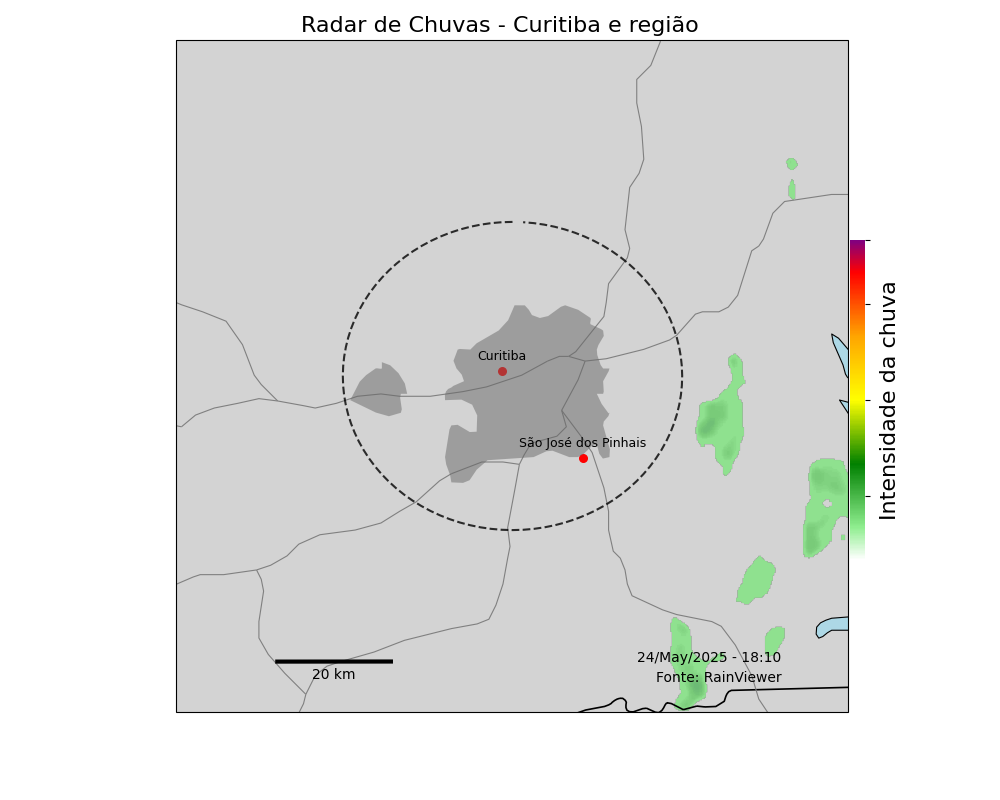 Radar de Chuvas - Curitiba e região
Curitiba
São José dos Pinhais
Intensidade da chuva
24/May/2025 - 18:10
20 km
Fonte: RainViewer